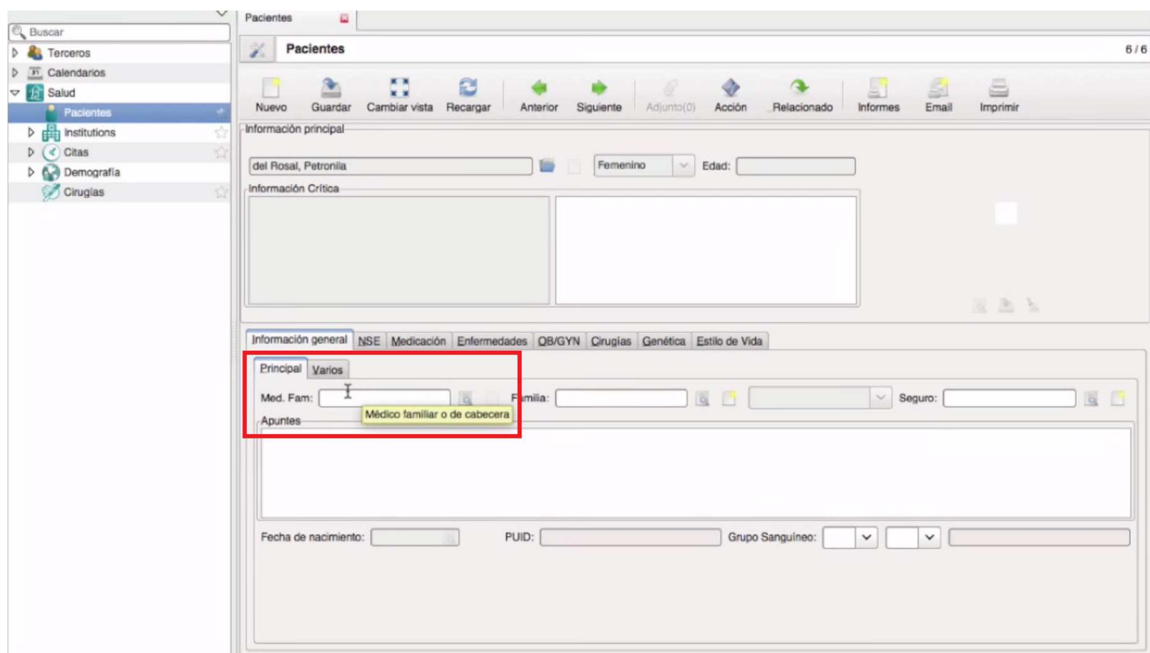 Pacientes
Buscar
Pacientes
6 / 6
Terceros
Calendarios
Salud
Pacientes
Institutions
Citas
Demografía
Cirugías
Nuevo Guardar Cambiar vista Recargar Anterior Siguiente Adjunto(0) Acción _Relacionado Informes Email Imprimir
Información principal
del Rosal, Petronila Femenino Edad:
Información Crítica
Información general NSE Medicación Enfermedades OB/GYN Cirugías Genética Estilo de Vida
Principal Varios
Med. Fam: Familia: Seguro:
Médico familiar o de cabecera
Apuntes
Fecha de nacimiento: PUID: Grupo Sanguíneo: